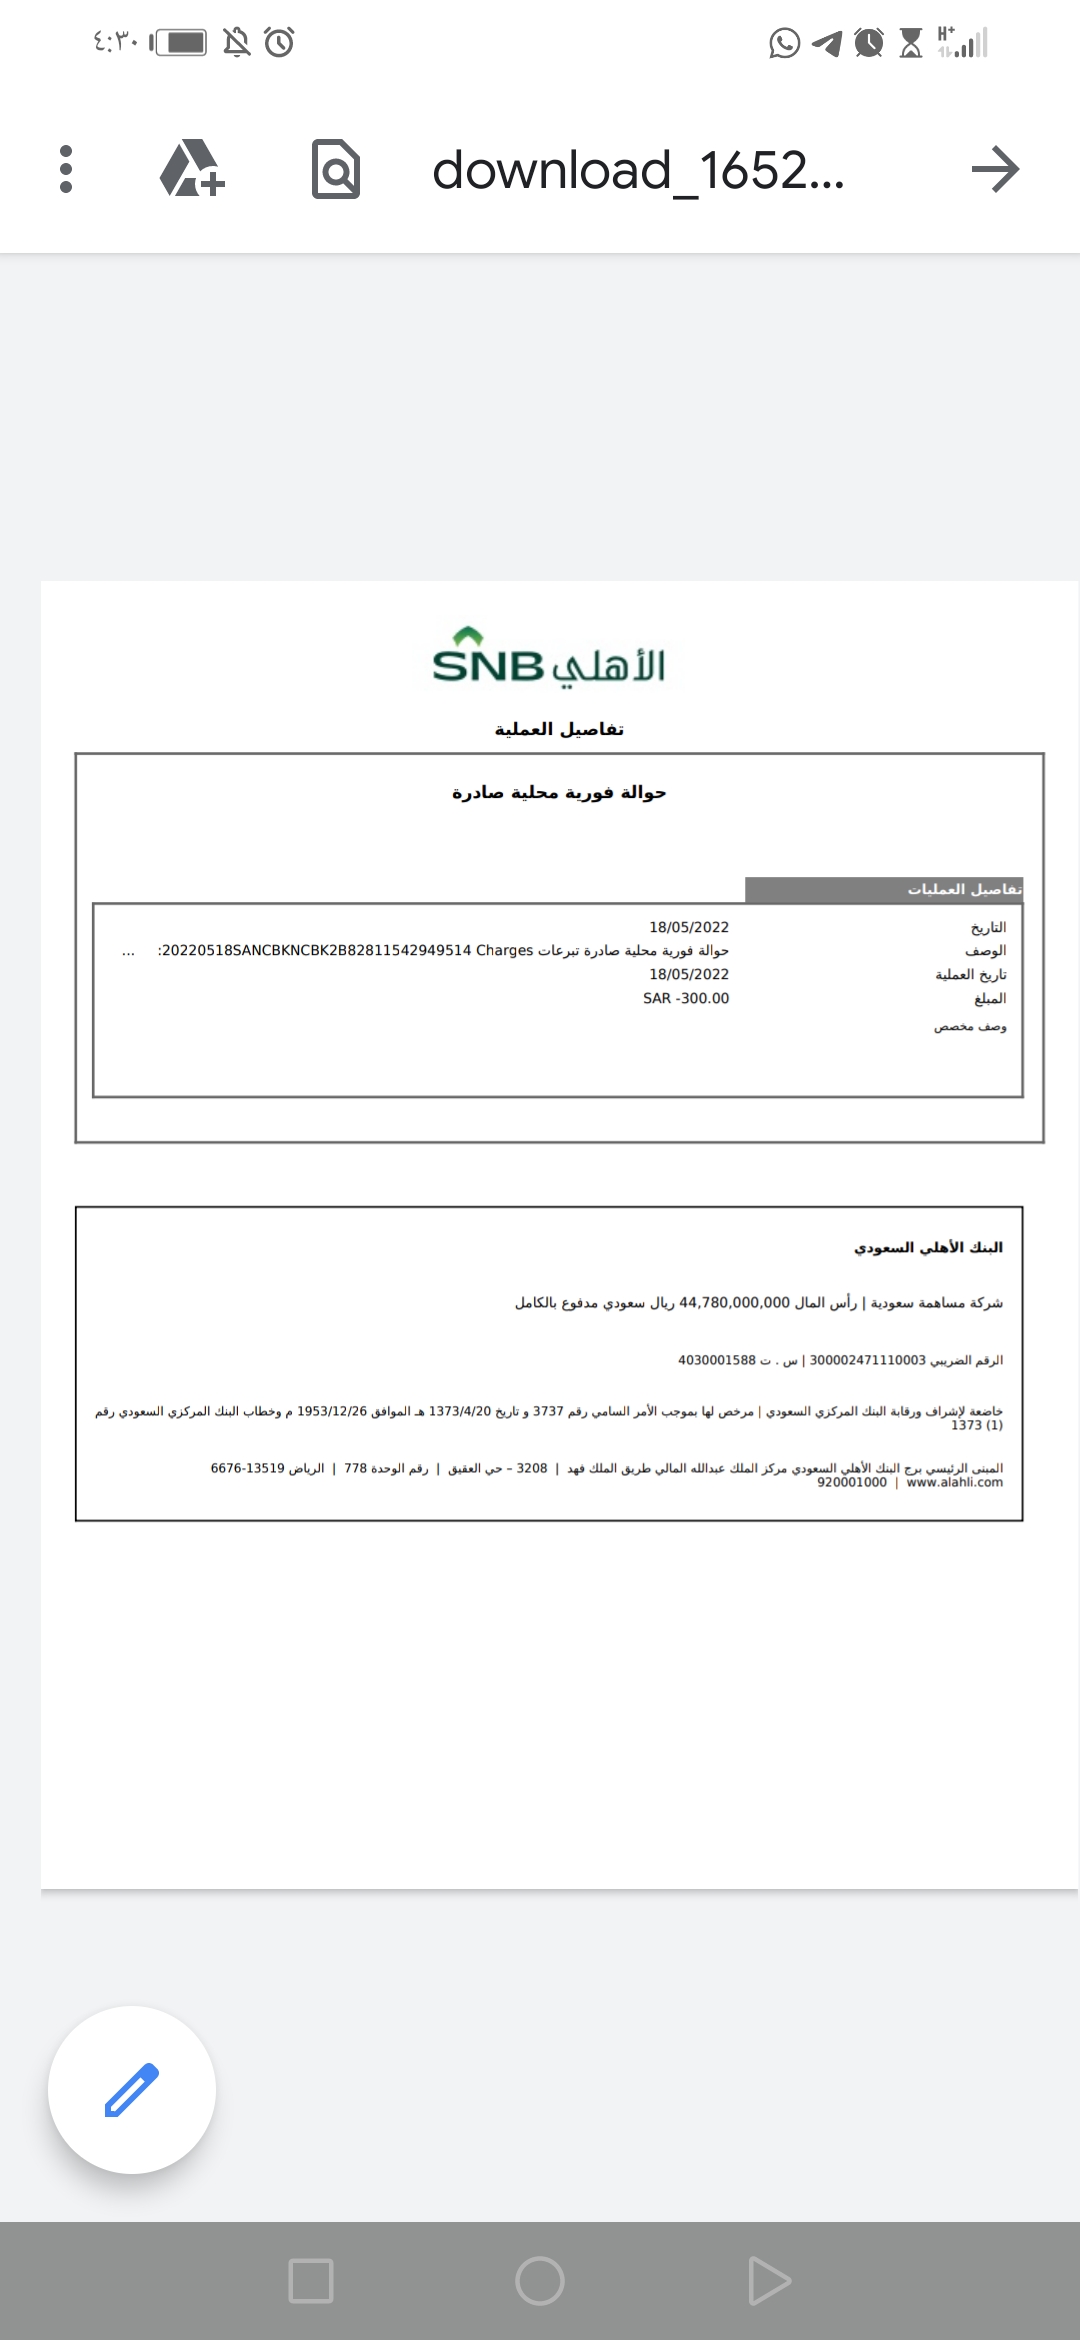 ٤:٣٠
H+
download_1652...
SNB الأهلي
تفاصيل العملية
حوالة فورية محلية صادرة
تفاصيل العمليات
التاريخ 18/05/2022
الوصف حوالة فورية محلية صادرة تبرعات 20220518SANCBKNCBK2B82811542949514 Charges: ...
تاريخ العملية 18/05/2022
المبلغ SAR -300.00
وصف مخصص
البنك الأهلي السعودي
شركة مساهمة سعودية | رأس المال 44,780,000,000 ريال سعودي مدفوع بالكامل
الرقم الضريبي 300002471110003 | س . ت 4030001588
خاضعة لإشراف ورقابة البنك المركزي السعودي | مرخص لها بموجب الأمر السامي رقم 3737 و تاريخ 1373/4/20 هـ الموافق 1953/12/26 م وخطاب البنك المركزي السعودي رقم
(1) 1373
المبنى الرئيسي برج البنك الأهلي السعودي مركز الملك عبدالله المالي طريق الملك فهد | 3208 – حي العقيق | رقم الوحدة 778 | الرياض 13519-6676
www.alahli.com | 920001000